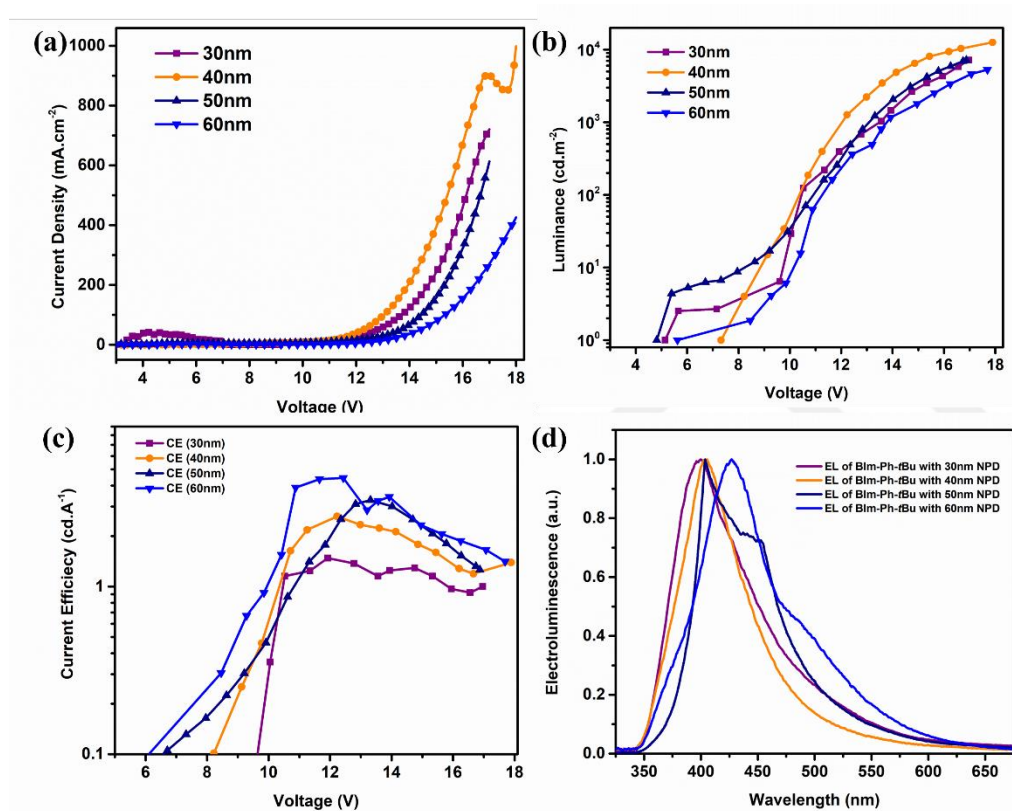 (a)
30nm
40nm
50nm
60nm
1000
800
600
400
200
0
4 6 8 10 12 14 16 18
Current Density (mA.cm⁻²)
Voltage (V)
(b)
30nm
40nm
50nm
60nm
10⁴
10³
10²
10¹
10⁰
4 6 8 10 12 14 16 18
Luminance (cd.m⁻²)
Voltage (V)
(c)
CE (30nm)
CE (40nm)
CE (50nm)
CE (60nm)
1
0.1
6 8 10 12 14 16 18
Current Efficiecy (cd.A⁻¹)
Voltage (V)
(d)
EL of BIm-Ph-tBu with 30nm NPD
EL of BIm-Ph-tBu with 40nm NPD
EL of BIm-Ph-tBu with 50nm NPD
EL of BIm-Ph-tBu with 60nm NPD
1.0
0.8
0.6
0.4
0.2
0.0
350 400 450 500 550 600 650
Electroluminescence (a.u.)
Wavelength (nm)